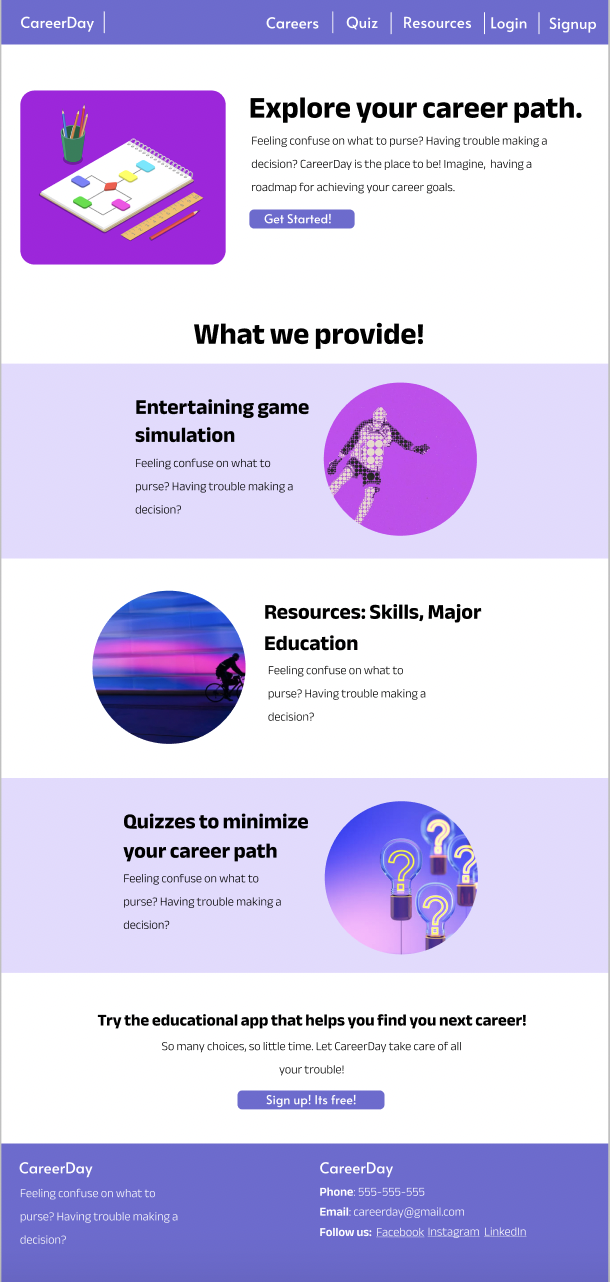 CareerDay
Careers
Quiz
Resources
Login
Signup
Explore your career path.
Feeling confuse on what to purse? Having trouble making a
decision? CareerDay is the place to be! Imagine, having a
roadmap for achieving your career goals.
Get Started!
What we provide!
Entertaining game
simulation
Feeling confuse on what to
purse? Having trouble making a
decision?
Resources: Skills, Major
Education
Feeling confuse on what to
purse? Having trouble making a
decision?
Quizzes to minimize
your career path
Feeling confuse on what to
purse? Having trouble making a
decision?
Try the educational app that helps you find you next career!
So many choices, so little time. Let CareerDay take care of all
your trouble!
Sign up! Its free!
CareerDay
Feeling confuse on what to
purse? Having trouble making a
decision?
CareerDay
Phone: 555-555-555
Email: careerday@gmail.com
Follow us: Facebook Instagram LinkedIn